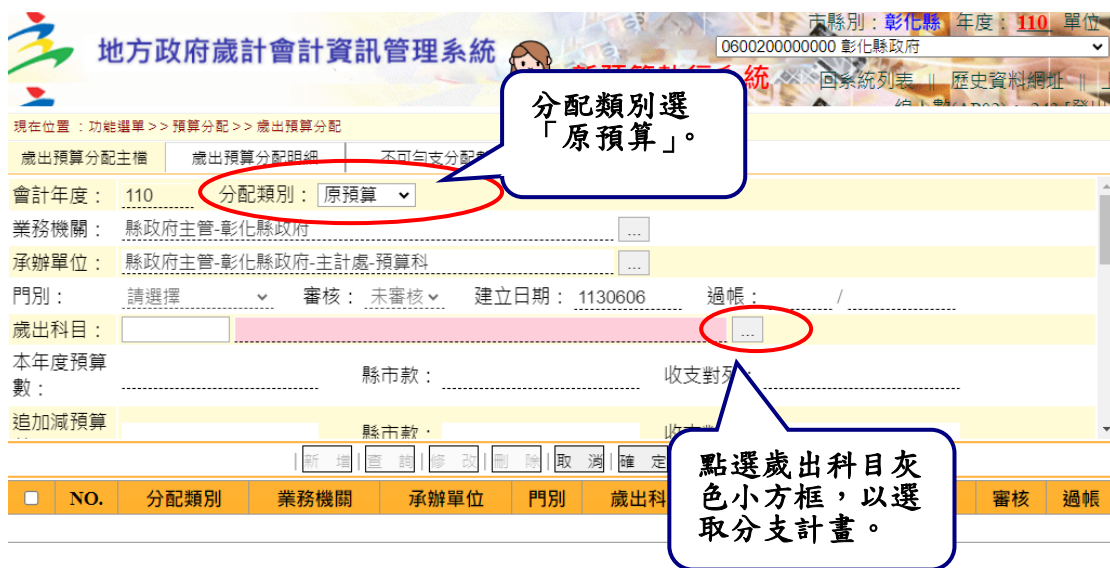 市縣別：彰化縣 年度：110 單位
地方政府歲計會計資訊管理系統
0600200000000 彰化縣政府
回系統列表 || 歷史資料網址 ||
現在位置 ：功能選單>>預算分配>>歲出預算分配
分配類別選
「原預算」。
歲出預算分配主檔 歲出預算分配明細 不可勻支分配
會計年度： 110 分配類別： 原預算
業務機關： 縣政府主管-彰化縣政府 ...
承辦單位： 縣政府主管-彰化縣政府-主計處-預算科 ...
門別： 請選擇 審核： 未審核 建立日期： 1130606 過帳： /
歲出科目： ...
本年度預算
數： 縣市款： 收支對列：
追加減預算
縣市款：
新 增 查 詢 修 改 刪 除 取 消 確 定
點選歲出科目灰
色小方框，以選
取分支計畫。
NO. 分配類別 業務機關 承辦單位 門別 歲出科 審核 過帳